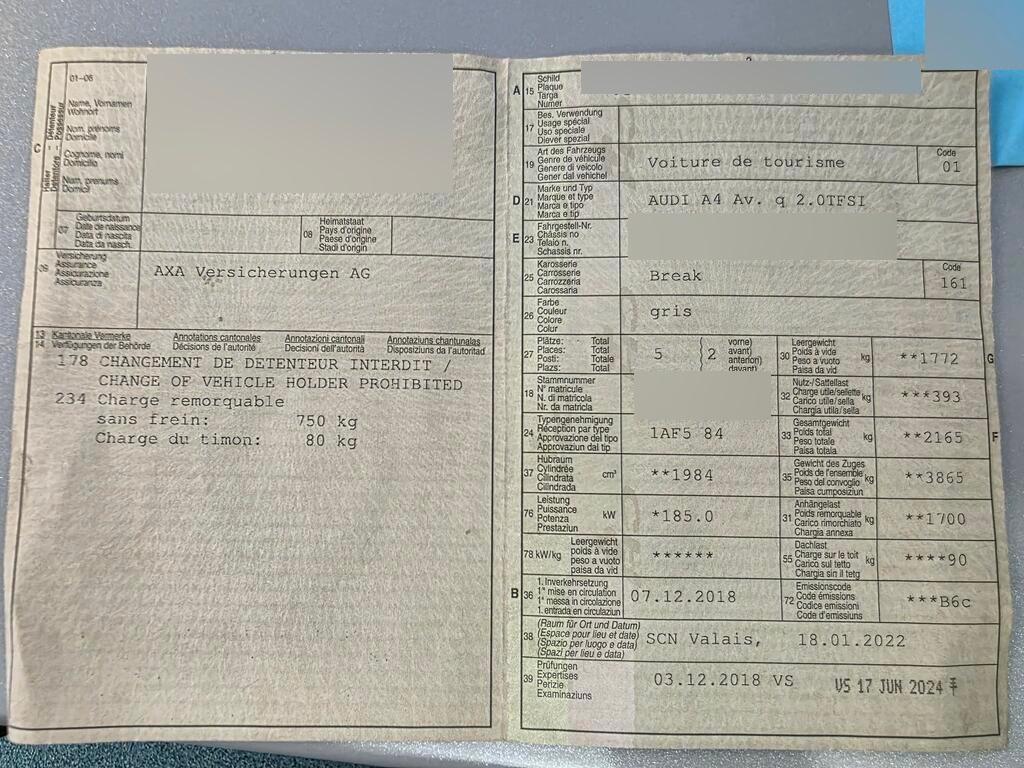 01-06
Halter
Detenteur
Détenteur
Possessur
C
Name, Vornamen
Wohnort
Nom, prénoms
Domicile
Cognome, nomi
Domicilio
Num, prenums
Domicil
07
Geburtsdatum
Date de naissance
Data di nascita
Data da nasch.
08
Heimatstaat
Pays d'origine
Paese d'origine
Stadi d'origin
09
Versicherung
Assurance
Assicurazione
Assicuranza
AXA Versicherungen AG
13 Kantonale Vermerke Annotations cantonales Annotazioni cantonali Annotaziuns chantunalas
14 Verfügungen der Behörde Décisions de l'autorité Decisioni dell'autorità Disposiziuns da l'autoritad
178 CHANGEMENT DE DETENTEUR INTERDIT /
CHANGE OF VEHICLE HOLDER PROHIBITED
234 Charge remorquable
sans frein: 750 kg
Charge du timon: 80 kg
A 15
Schild
Plaque
Targa
Numer
17
Bes. Verwendung
Usage spécial
Uso speciale
Diever spezial
19
Art des Fahrzeugs
Genre de véhicule
Genere di veicolo
Gener dal vehichel
Voiture de tourisme
Code
01
D 21
Marke und Typ
Marque et type
Marca e tipo
Marca e tip
AUDI A4 Av. q 2.0TFSI
E 23
Fahrgestell-Nr.
Châssis no
Telaio n.
Schassis nr.
25
Karosserie
Carrosserie
Carrozzeria
Carossaria
Break
Code
161
26
Farbe
Couleur
Colore
Colur
gris
27
Plätze: Total
Places: Total
Posti: Totale
Plazs: Total
5
2
vorne)
avant)
anteriori)
davant)
30
Leergewicht
Poids à vide
Peso a vuoto
Paisa da vid
kg
**1772
G
18
Stammnummer
N° matricule
N. di matricola
Nr. da matricla
32
Nutz-/Sattellast
Charge utile/sellette
Carico utile/sella
Chargia utila/sella
kg
***393
24
Typengenehmigung
Réception par type
Approvazione del tipo
Approvaziun dal tip
1AF5 84
33
Gesamtgewicht
Poids total
Peso totale
Paisa totala
kg
**2165
F
37
Hubraum
Cylindrée
Cilindrata
Cilindrada
cm³
**1984
35
Gewicht des Zuges
Poids de l'ensemble
Peso del convoglio
Paisa cumposiziun
kg
**3865
76
Leistung
Puissance
Potenza
Prestaziun
kW
*185.0
31
Anhängelast
Poids remorquable
Carico rimorchiato
Chargia annexa
kg
**1700
78 kW/kg
Leergewicht
poids à vide
peso a vuoto
paisa da vid
******
55
Dachlast
Charge sur le toit
Carico sul tetto
Chargia sin il tetg
kg
****90
B 36
1. Inverkehrsetzung
1re mise en circulation
1a messa in circolazione
1. entrada en circulaziun
07.12.2018
72
Emissionscode
Code émissions
Codice emissioni
Code d'emissiuns
***B6c
38
(Raum für Ort und Datum)
(Espace pour lieu et date)
(Spazio per luogo e data)
(Spazi per lieu e data)
SCN Valais, 18.01.2022
39
Prüfungen
Expertises
Perizie
Examinaziuns
03.12.2018 VS
VS 17 JUN 2024